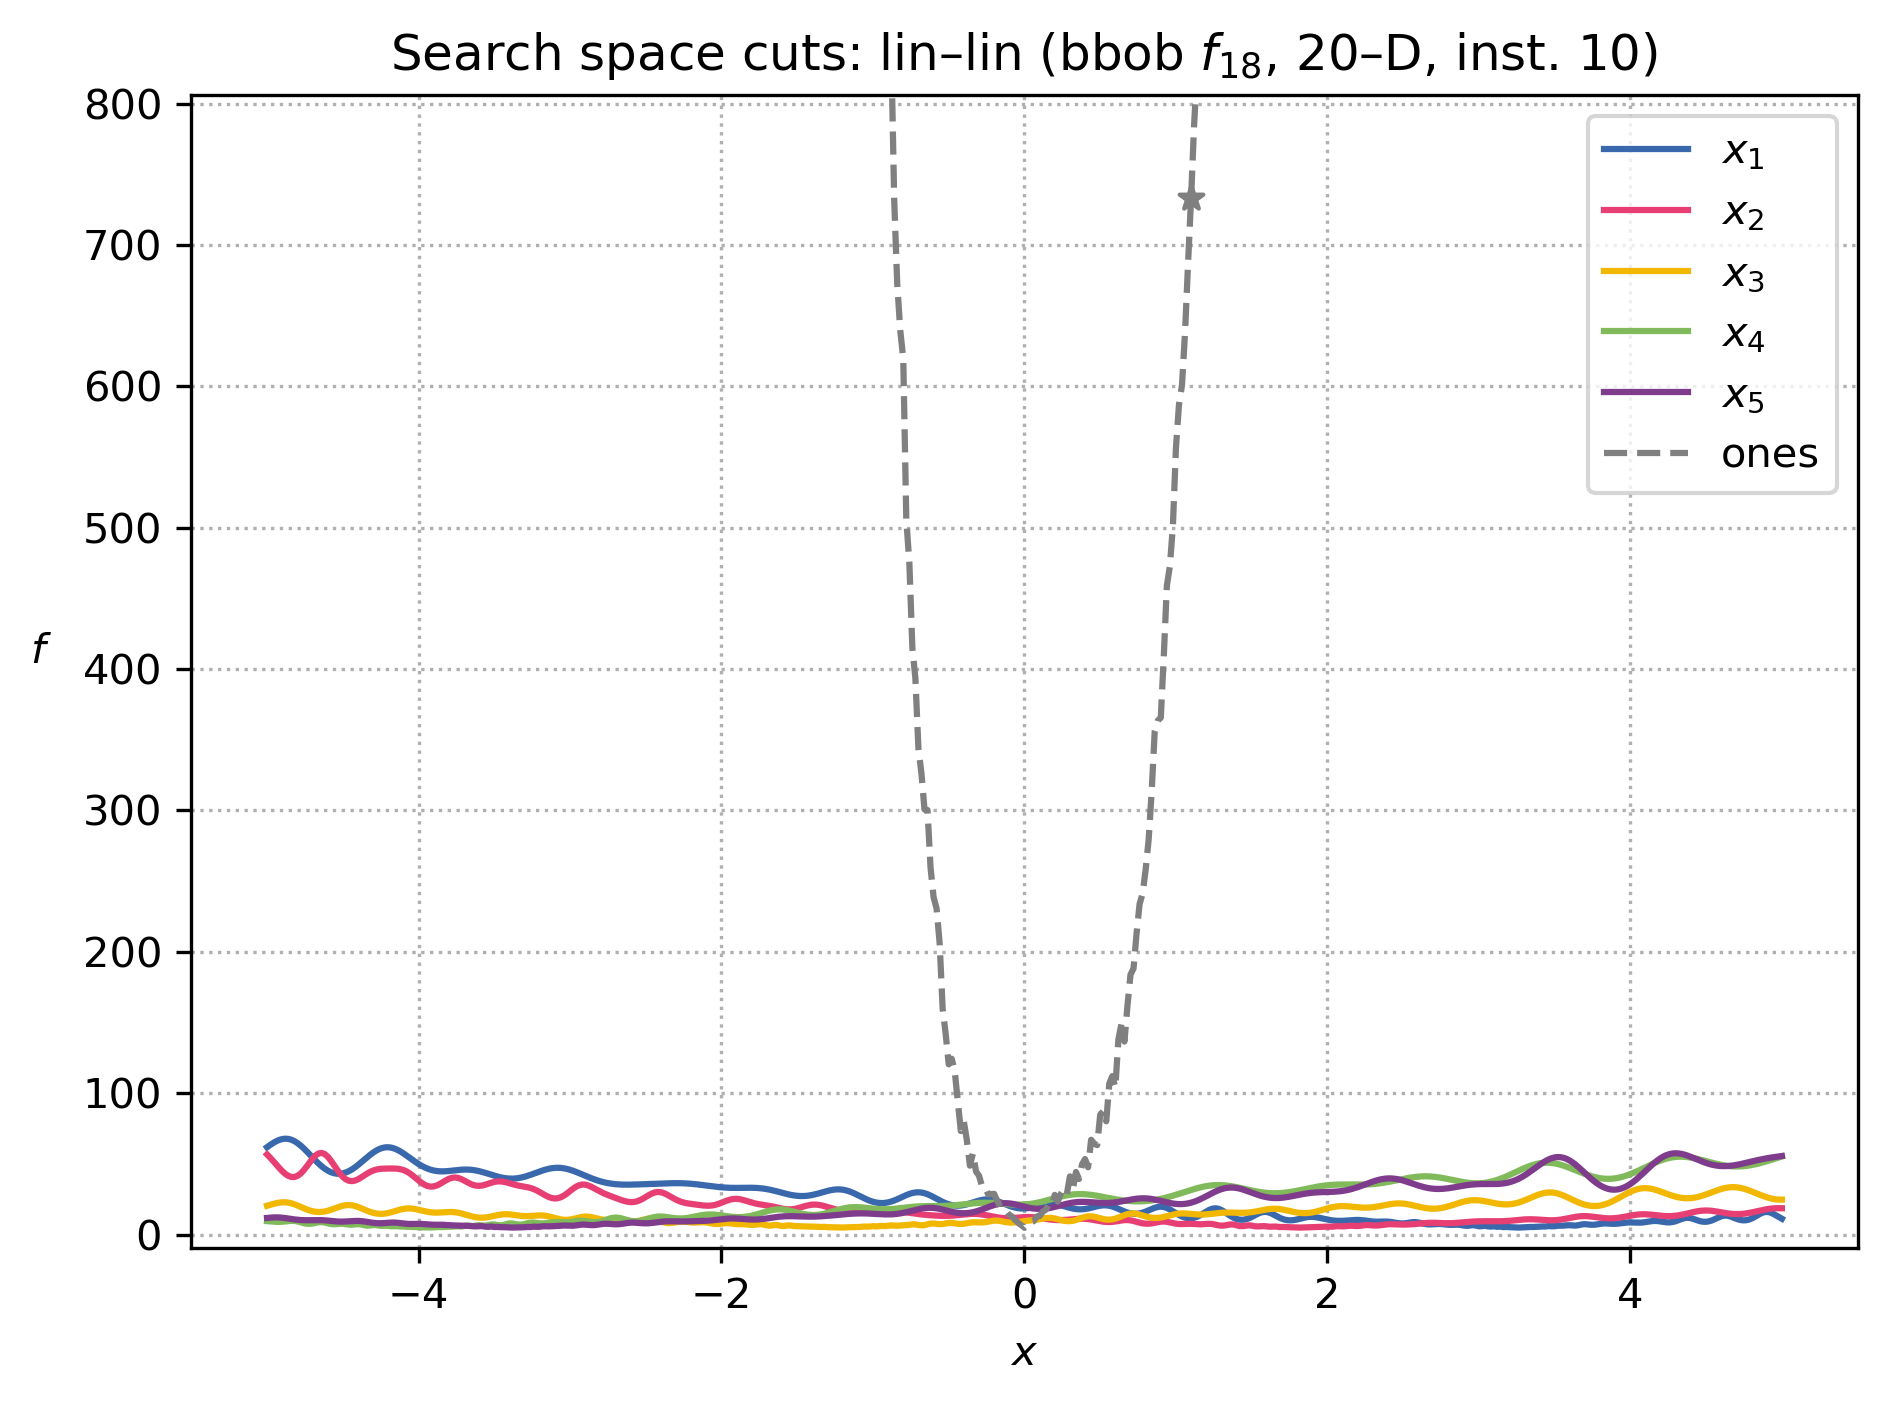 Search space cuts: lin–lin (bbob f18, 20–D, inst. 10)
800
700
600
500
400
300
200
100
0
f
x1
x2
x3
x4
x5
ones
−4
−2
0
2
4
x